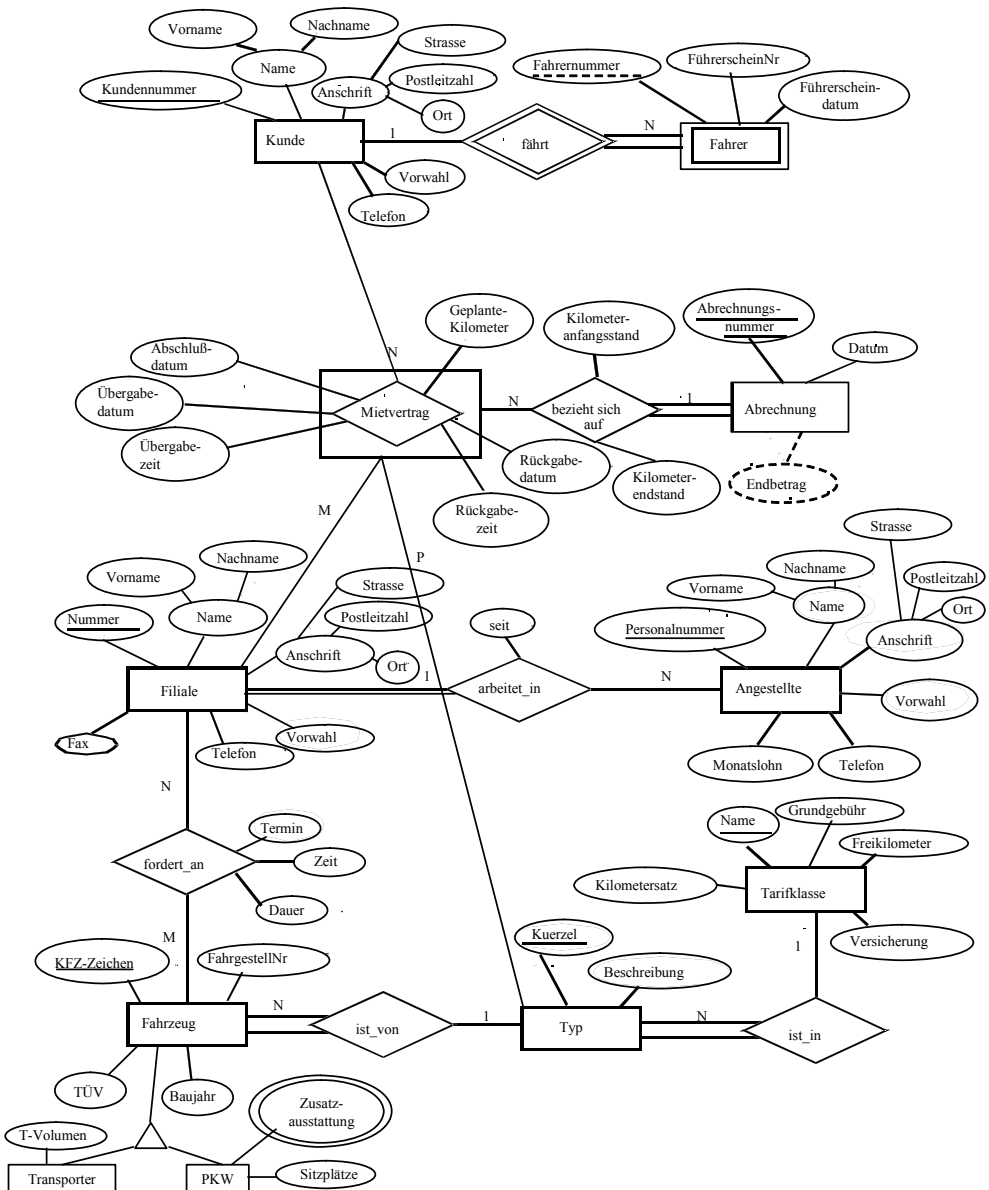 Vorname
Nachname
Strasse
Name
Postleitzahl
Kundennummer
Anschrift
Ort
Kunde
1
fährt
N
Fahrer
Fahrernummer
FührerscheinNr
Führerschein-
datum
Vorwahl
Telefon
N
Geplante-
Kilometer
Kilometer-
anfangsstand
Abrechnungs-
nummer
Datum
Abschluß-
datum
Übergabe-
datum
Übergabe-
zeit
Mietvertrag
N
bezieht sich
auf
1
Abrechnung
Rückgabe-
datum
Kilometer-
endstand
Endbetrag
Rückgabe-
zeit
M
P
Strasse
Nachname
Vorname
Name
Nummer
Strasse
Postleitzahl
Anschrift
Ort
seit
Nachname
Vorname
Name
Postleitzahl
Ort
Personalnummer
Anschrift
Filiale
1
arbeitet_in
N
Angestellte
Vorwahl
Fax
Telefon
Vorwahl
Monatslohn
Telefon
N
fordert_an
Termin
Zeit
Dauer
M
Name
Grundgebühr
Freikilometer
Kilometersatz
Tarifklasse
Versicherung
1
KFZ-Zeichen
FahrgestellNr
Kuerzel
Beschreibung
Fahrzeug
N
ist_von
1
Typ
N
ist_in
TÜV
Baujahr
Zusatz-
ausstattung
T-Volumen
Transporter
PKW
Sitzplätze